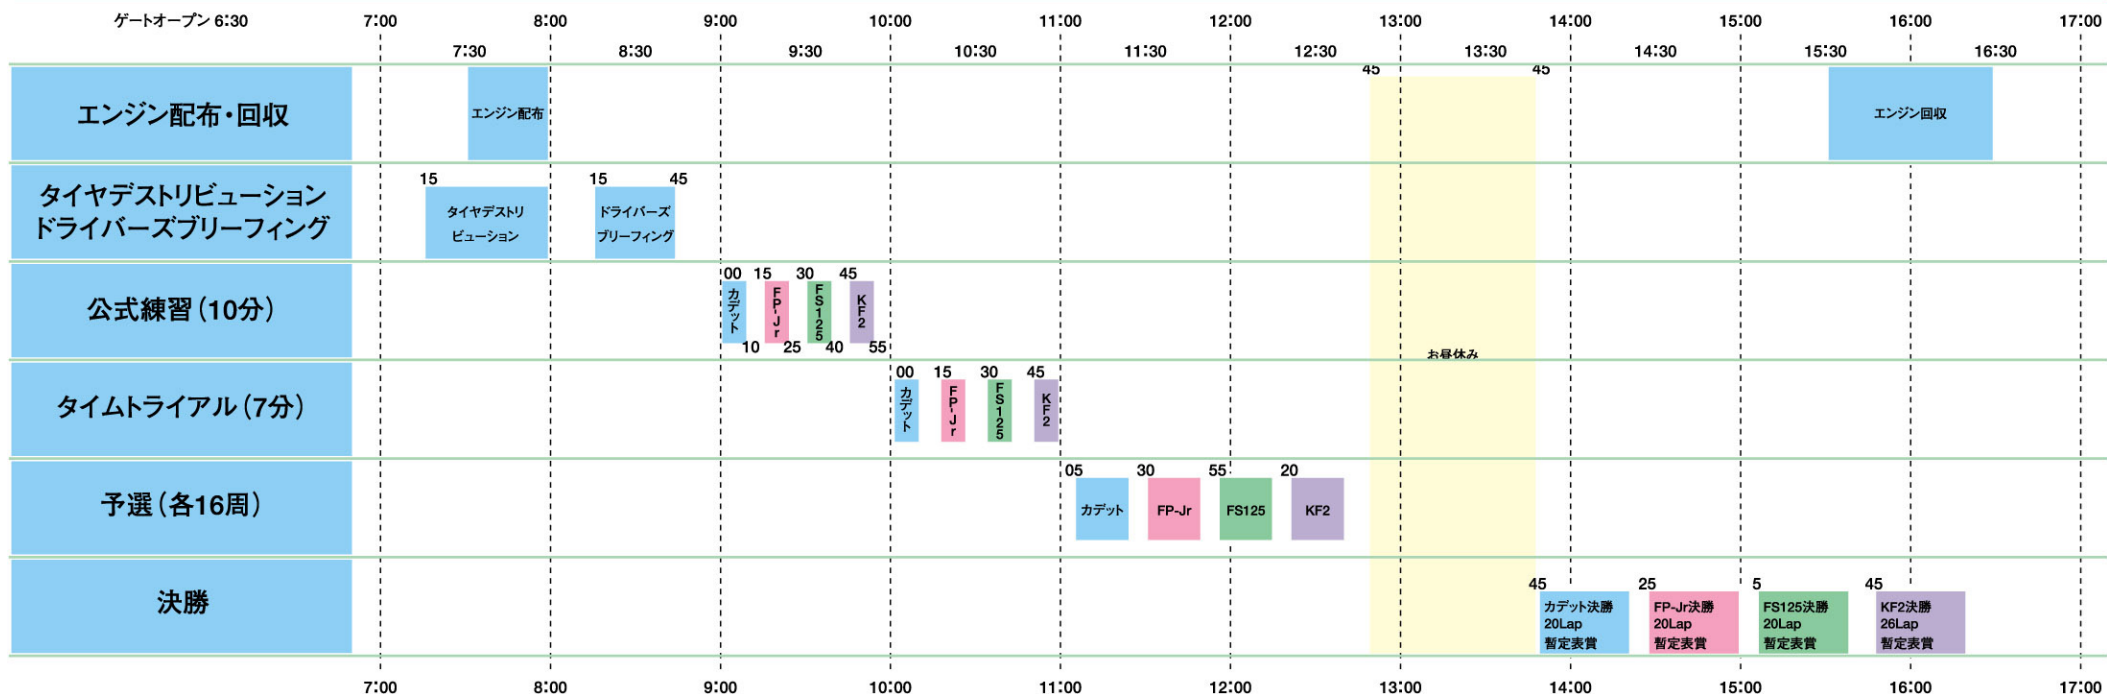 ゲートオープン 6:30 7:00 8:00 9:00 10:00 11:00 12:00 13:00 14:00 15:00 16:00 17:00
7:30 8:30 9:30 10:30 11:30 12:30 13:30 14:30 15:30 16:30
45 45
エンジン配布・回収
エンジン配布
エンジン回収
タイヤデストリビューション
ドライバーズブリーフィング
15 15 45
タイヤデストリ
ビューション
ドライバーズ
ブリーフィング
公式練習(10分)
00 15 30 45
カデット
FP-Jr
FS125
KF2
10 25 40 55
お昼休み
タイムトライアル(7分)
00 15 30 45
カデット
FP-Jr
FS125
KF2
予選(各16周)
05 30 55 20
カデット FP-Jr FS125 KF2
決勝
45 25 5 45
カデット決勝
20Lap
暫定表賞
FP-Jr決勝
20Lap
暫定表賞
FS125決勝
20Lap
暫定表賞
KF2決勝
26Lap
暫定表賞
7:00 8:00 9:00 10:00 11:00 12:00 13:00 14:00 15:00 16:00 17:00